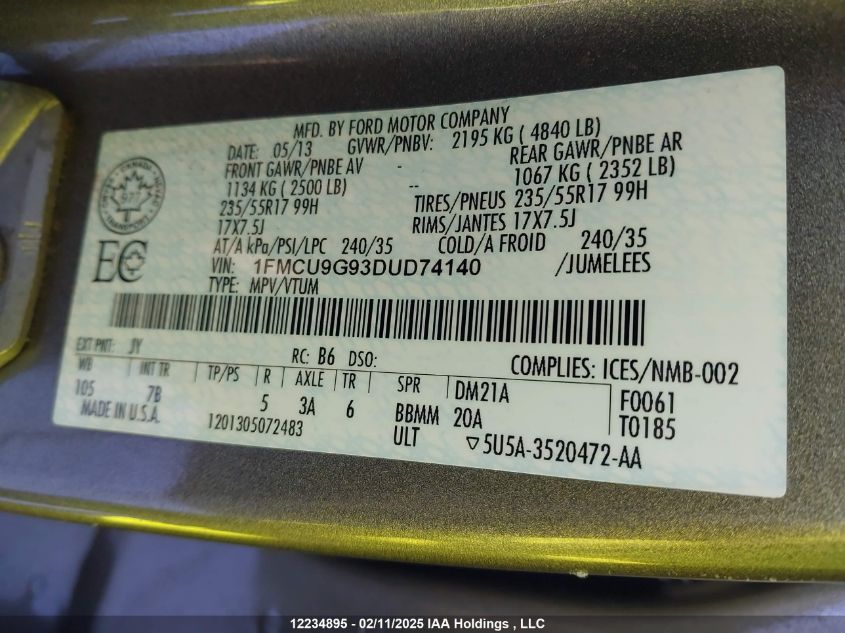 MFD. BY FORD MOTOR COMPANY
DATE: 05/13 GVWR/PNBV: 2195 KG ( 4840 LB)
FRONT GAWR/PNBE AV -- REAR GAWR/PNBE AR
1134 KG ( 2500 LB) 1067 KG ( 2352 LB)
235/55R17 99H -- TIRES/PNEUS 235/55R17 99H
17X7.5J RIMS/JANTES 17X7.5J
AT/A kPa/PSI/LPC 240/35 COLD/A FROID 240/35
VIN: 1FMCU9G93DUD74140 /JUMELEES
TYPE: MPV/VTUM
CANADA
TRANSPORT
EC
EXT PNT: JY RC: B6 DSO: COMPLIES: ICES/NMB-002
WB INT TR TP/PS R AXLE TR SPR DM21A F0061
105 7B 5 3A 6 BBMM 20A T0185
MADE IN U.S.A. 1201305072483 ULT ▽5U5A-3520472-AA
12234895 - 02/11/2025 IAA Holdings , LLC